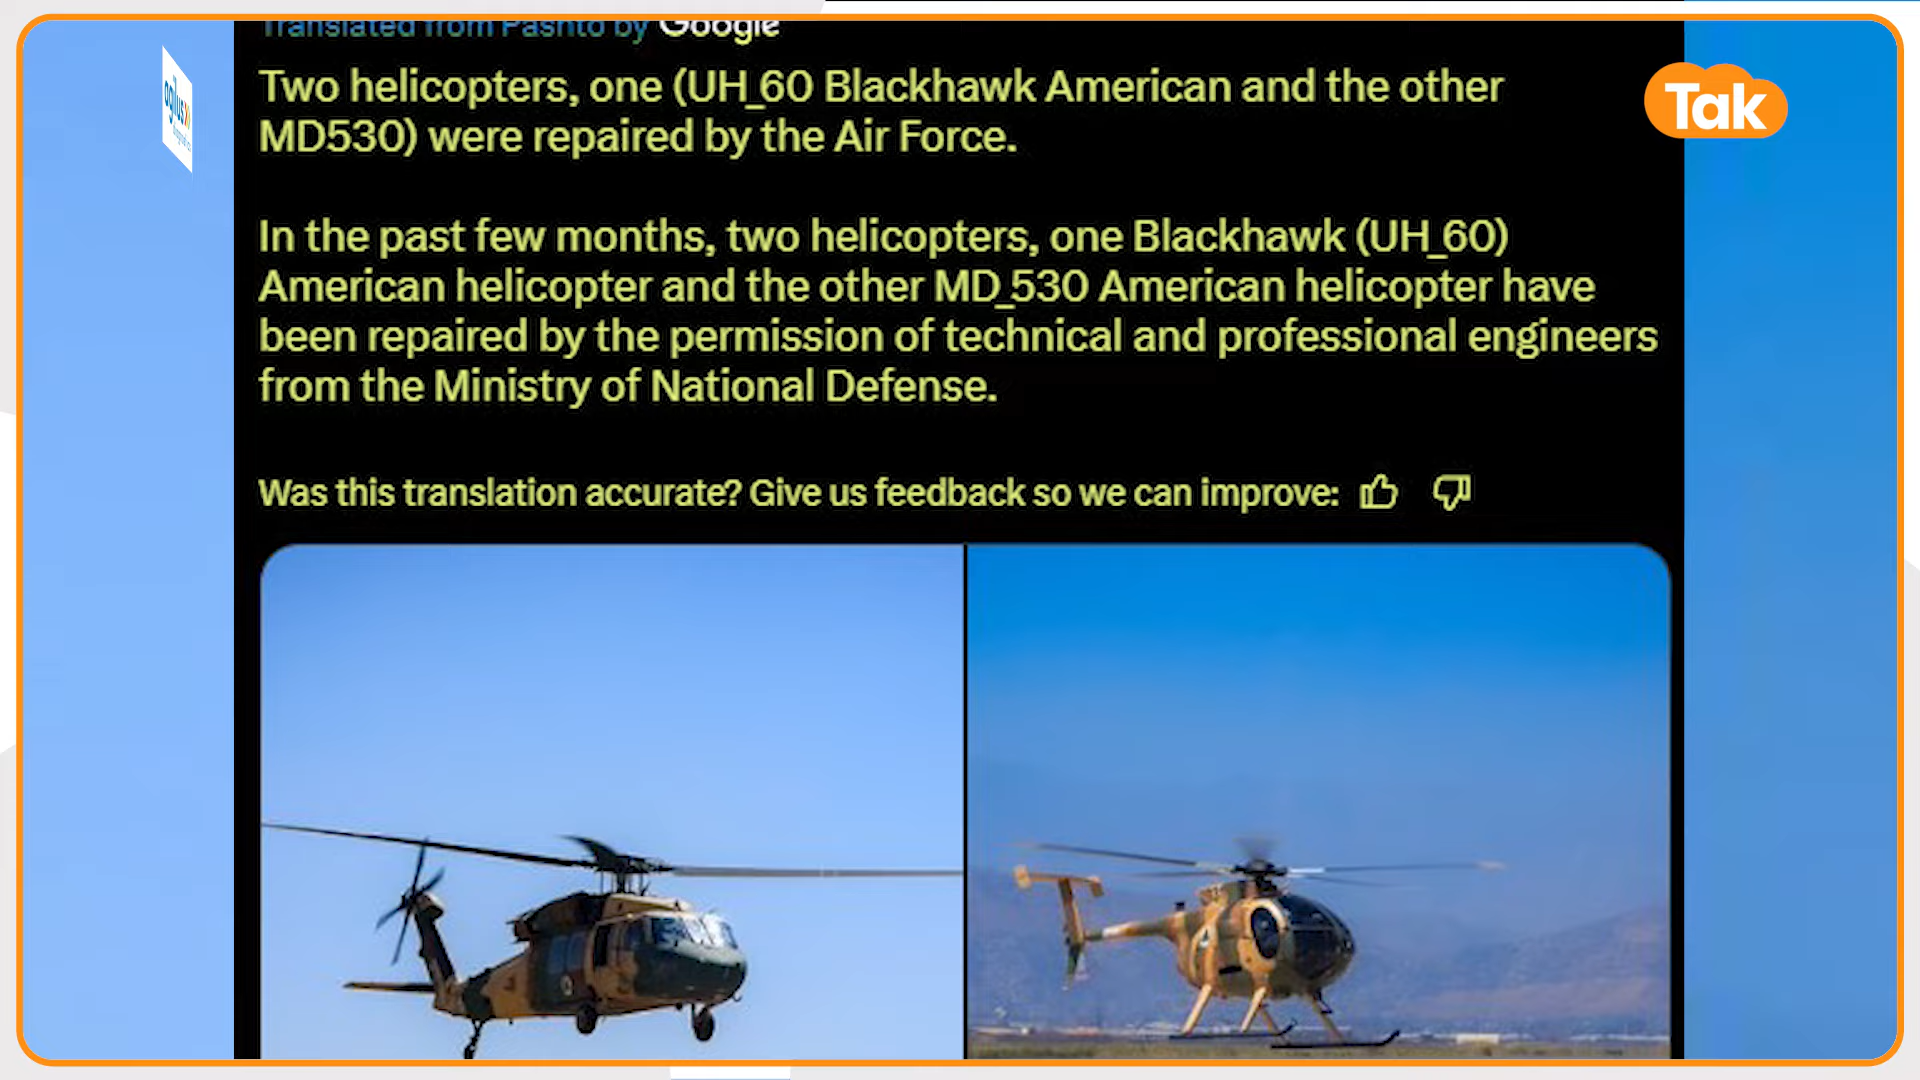 Translated from Pashto by Google
Two helicopters, one (UH_60 Blackhawk American and the other
MD530) were repaired by the Air Force.
In the past few months, two helicopters, one Blackhawk (UH_60)
American helicopter and the other MD_530 American helicopter have
been repaired by the permission of technical and professional engineers
from the Ministry of National Defense.
Was this translation accurate? Give us feedback so we can improve:
Tak
agilus